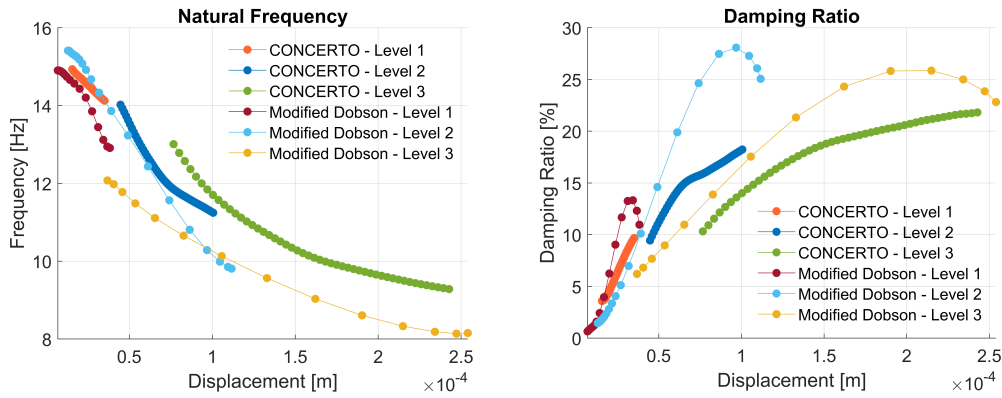 Natural Frequency
16
14
12
10
8
Frequency [Hz]
CONCERTO - Level 1
CONCERTO - Level 2
CONCERTO - Level 3
Modified Dobson - Level 1
Modified Dobson - Level 2
Modified Dobson - Level 3
0.5 1 1.5 2 2.5
Displacement [m]
×10⁻⁴
Damping Ratio
30
25
20
15
10
5
0
Damping Ratio [%]
CONCERTO - Level 1
CONCERTO - Level 2
CONCERTO - Level 3
Modified Dobson - Level 1
Modified Dobson - Level 2
Modified Dobson - Level 3
0.5 1 1.5 2 2.5
Displacement [m]
×10⁻⁴